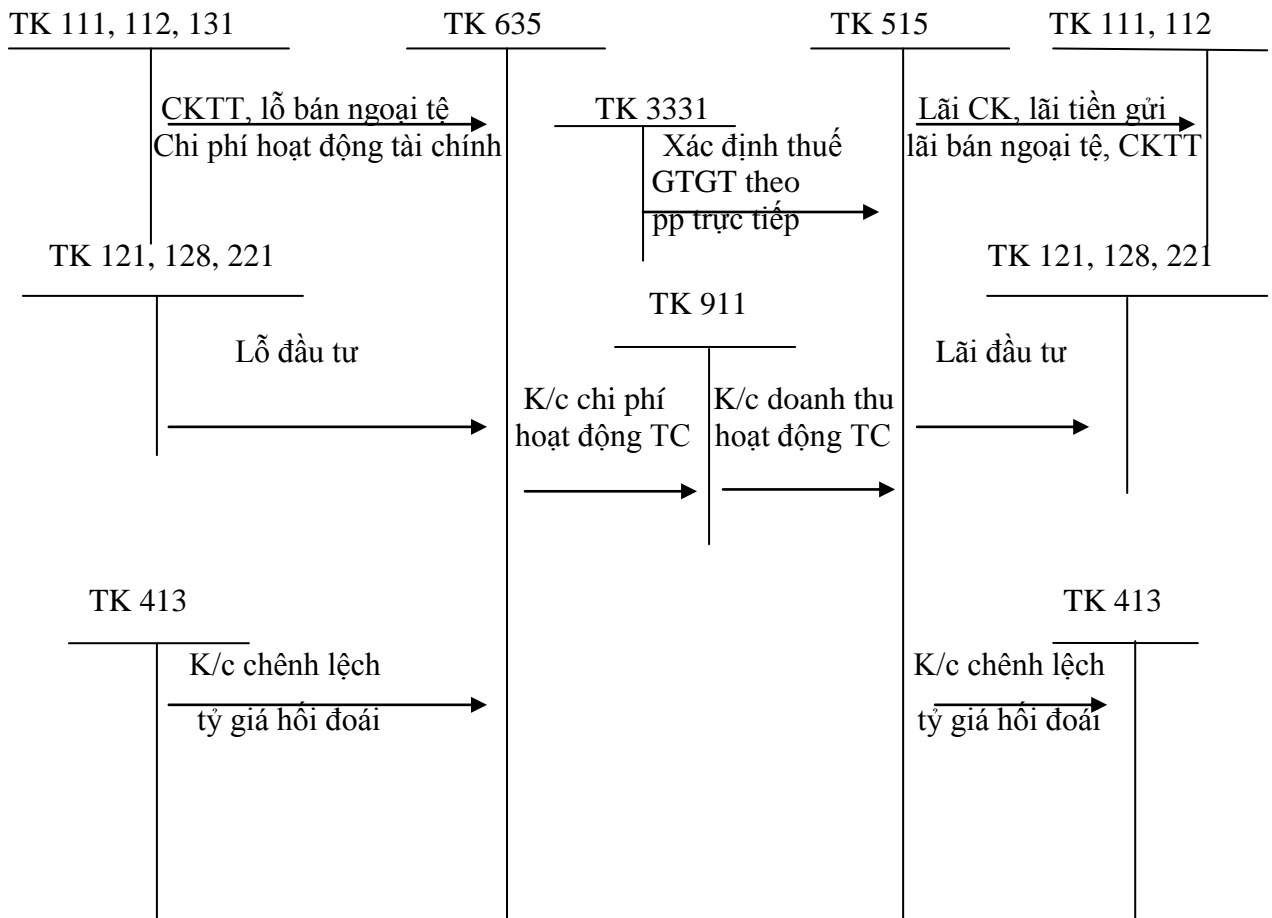 TK 111, 112, 131
TK 635
TK 515
TK 111, 112
CKTT, lỗ bán ngoại tệ
Chi phí hoạt động tài chính
TK 3331
Xác định thuế
GTGT theo
pp trực tiếp
Lãi CK, lãi tiền gửi
lãi bán ngoại tệ, CKTT
TK 121, 128, 221
TK 121, 128, 221
TK 911
Lỗ đầu tư
Lãi đầu tư
K/c chi phí
hoạt động TC
K/c doanh thu
hoạt động TC
TK 413
TK 413
K/c chênh lệch
tỷ giá hối đoái
K/c chênh lệch
tỷ giá hối đoái